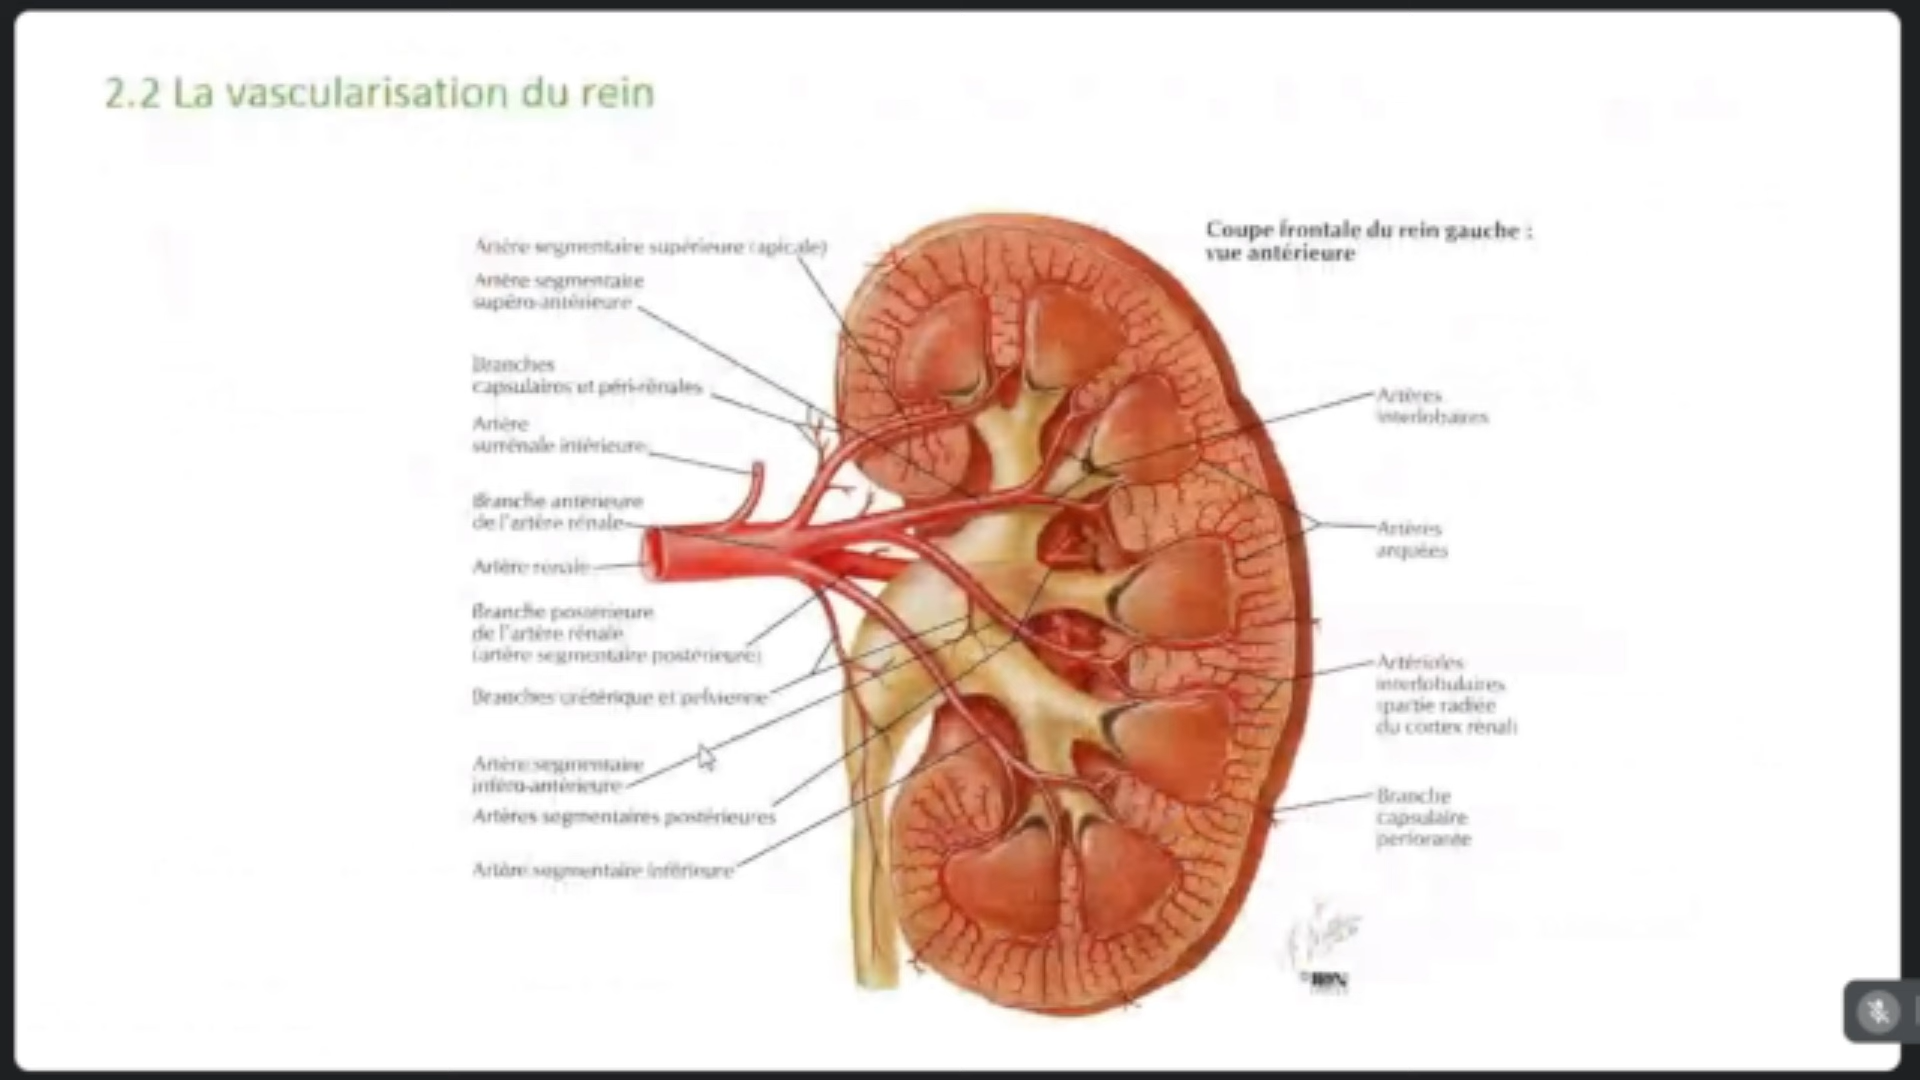 2.2 La vascularisation du rein
Coupe frontale du rein gauche :
vue antérieure
Artère segmentaire supérieure (apicale)
Artère segmentaire
supéro-antérieure
Branches
capsulaires et péri-rénales
Artère
surrénale inférieure
Branche antérieure
de l'artère rénale
Artère rénale
Branche postérieure
de l'artère rénale
(artère segmentaire postérieure)
Branches urétérique et pelvienne
Artère segmentaire
inféro-antérieure
Artères segmentaires postérieures
Artère segmentaire inférieure
Artères
interlobaires
Artères
arquées
Artérioles
interlobulaires
(partie radiée
du cortex rénal)
Branche
capsulaire
perforante